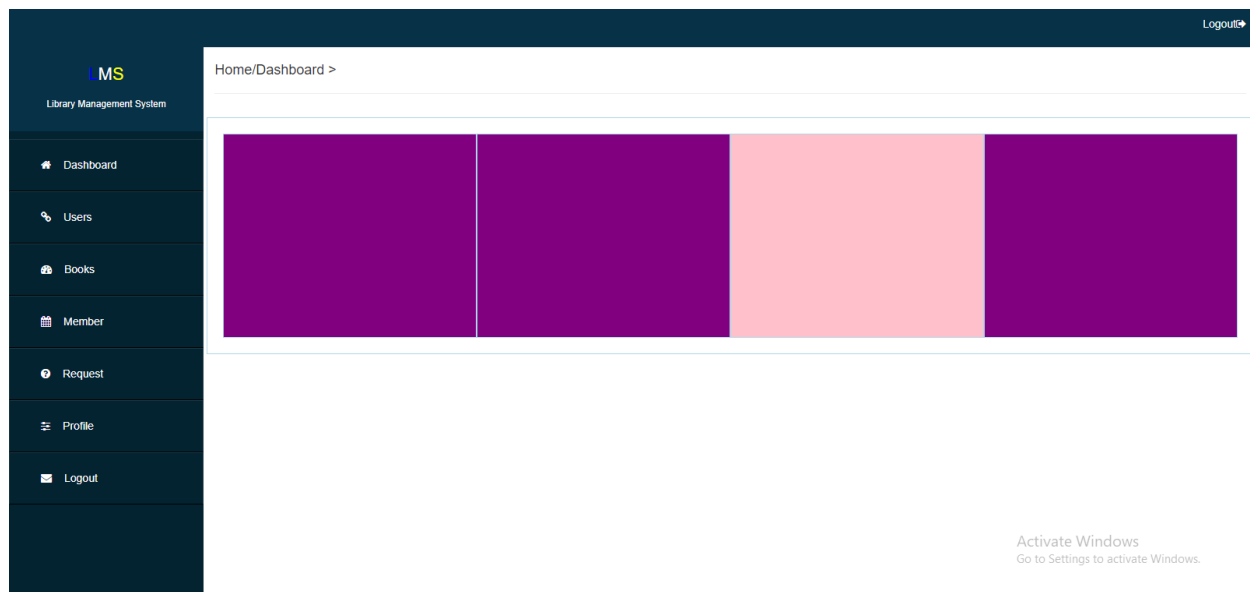 Logout
LMS
Library Management System
Home/Dashboard >
Dashboard
Users
Books
Member
Request
Profile
Logout
Activate Windows
Go to Settings to activate Windows.